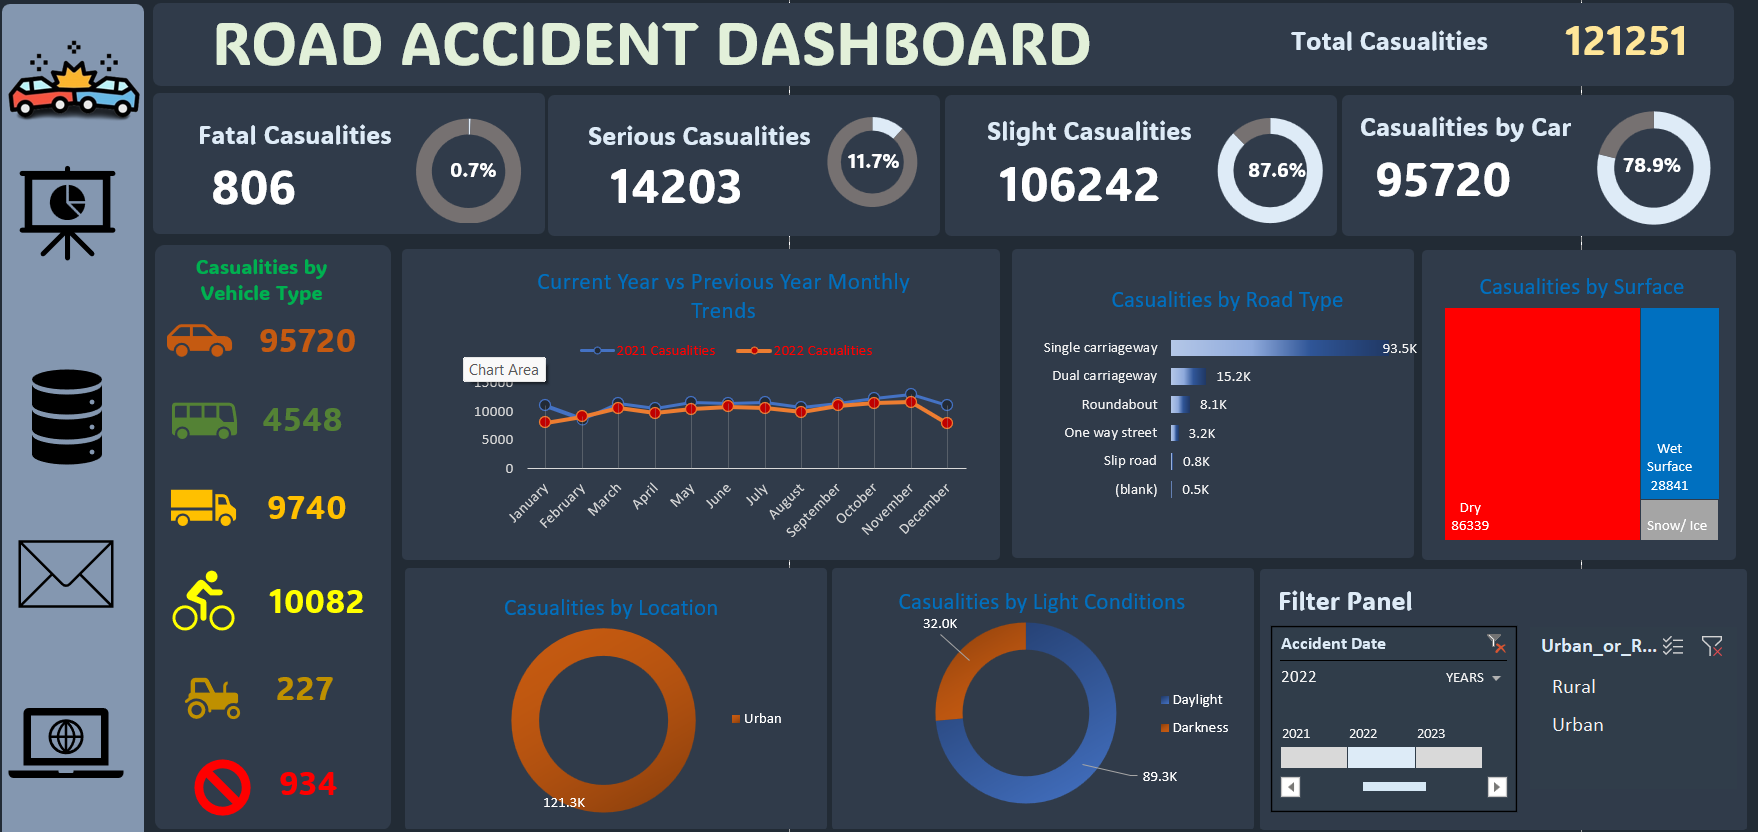 ROAD ACCIDENT DASHBOARD
Total Casualities
121251
Fatal Casualities
806
0.7%
Serious Casualities
14203
11.7%
Slight Casualities
106242
87.6%
Casualities by Car
95720
78.9%
Casualities by
Vehicle Type
95720
4548
9740
10082
227
934
Current Year vs Previous Year Monthly
Trends
2021 Casualities
2022 Casualities
Chart Area
15000
10000
5000
0
January
February
March
April
May
June
July
August
September
October
November
December
Casualities by Road Type
Single carriageway
93.5K
Dual carriageway
15.2K
Roundabout
8.1K
One way street
3.2K
Slip road
0.8K
(blank)
0.5K
Casualities by Surface
Dry
86339
Wet
Surface
28841
Snow/ Ice
Casualities by Location
121.3K
Urban
Casualities by Light Conditions
32.0K
89.3K
Daylight
Darkness
Filter Panel
Accident Date
2022
YEARS
2021
2022
2023
Urban_or_R...
Rural
Urban